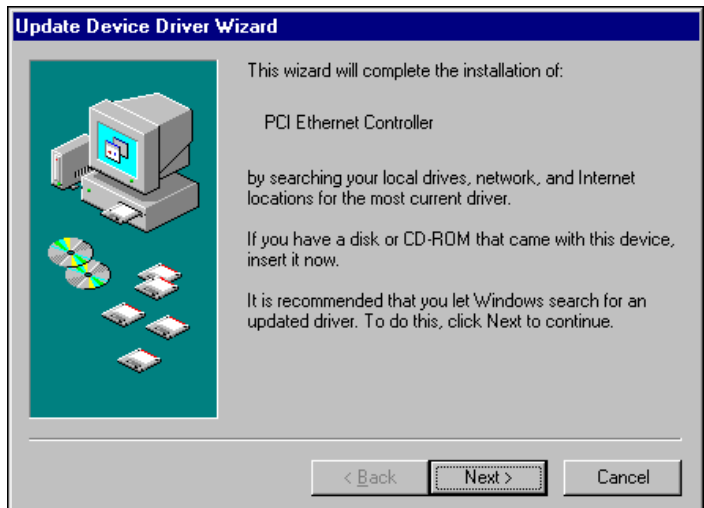 Update Device Driver Wizard
This wizard will complete the installation of:
PCI Ethernet Controller
by searching your local drives, network, and Internet
locations for the most current driver.
If you have a disk or CD-ROM that came with this device,
insert it now.
It is recommended that you let Windows search for an
updated driver. To do this, click Next to continue.
< Back
Next >
Cancel